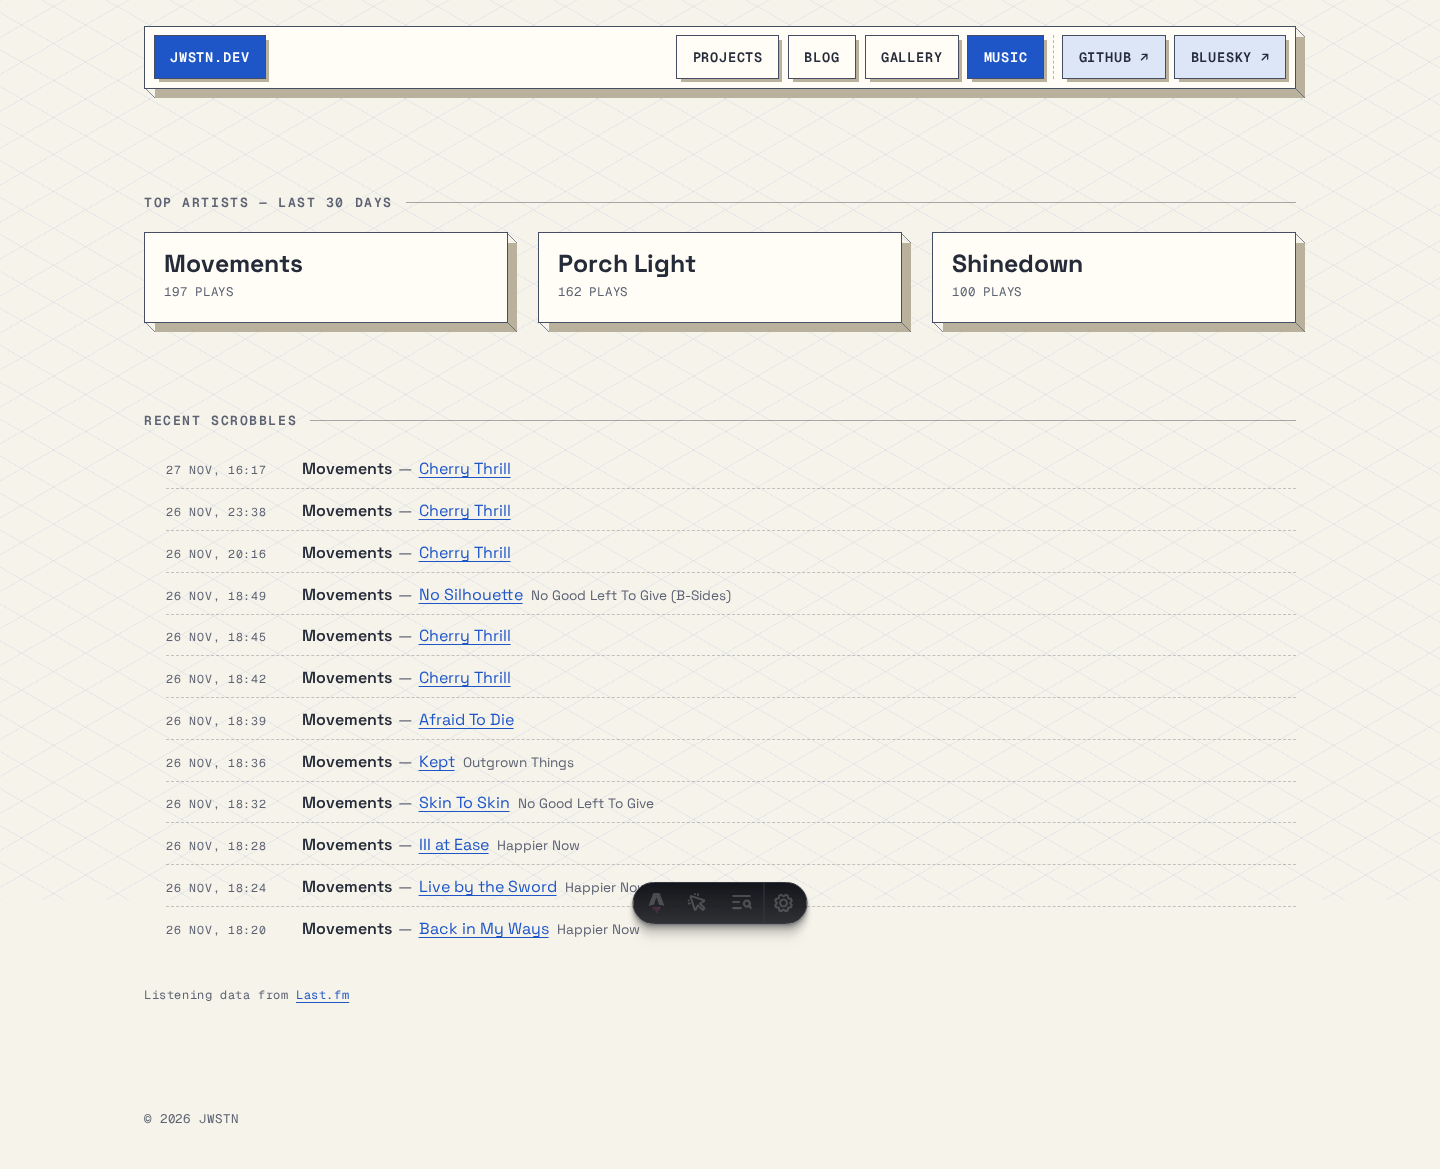 JWSTN.DEV PROJECTS BLOG GALLERY MUSIC GITHUB ↗ BLUESKY ↗
TOP ARTISTS — LAST 30 DAYS
Movements
197 PLAYS
Porch Light
162 PLAYS
Shinedown
100 PLAYS
RECENT SCROBBLES
27 NOV, 16:17 Movements — Cherry Thrill
26 NOV, 23:38 Movements — Cherry Thrill
26 NOV, 20:16 Movements — Cherry Thrill
26 NOV, 18:49 Movements — No Silhouette No Good Left To Give (B-Sides)
26 NOV, 18:45 Movements — Cherry Thrill
26 NOV, 18:42 Movements — Cherry Thrill
26 NOV, 18:39 Movements — Afraid To Die
26 NOV, 18:36 Movements — Kept Outgrown Things
26 NOV, 18:32 Movements — Skin To Skin No Good Left To Give
26 NOV, 18:28 Movements — Ill at Ease Happier Now
26 NOV, 18:24 Movements — Live by the Sword Happier Now
26 NOV, 18:20 Movements — Back in My Ways Happier Now
Listening data from Last.fm
© 2026 JWSTN